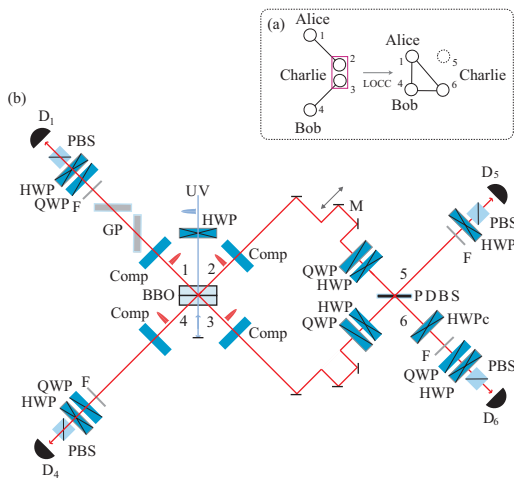 (a)
Alice
1
2
Charlie
3
4
Bob
LOCC
Alice
1
5
Charlie
4
6
Bob
(b)
D1
PBS
HWP
QWP
F
GP
Comp
1
UV
HWP
2
Comp
BBO
4
3
Comp
Comp
QWP
HWP
F
PBS
D4
M
QWP
HWP
HWP
QWP
5
PDBS
6
HWPc
D5
PBS
HWP
F
F
QWP
HWP
PBS
D6